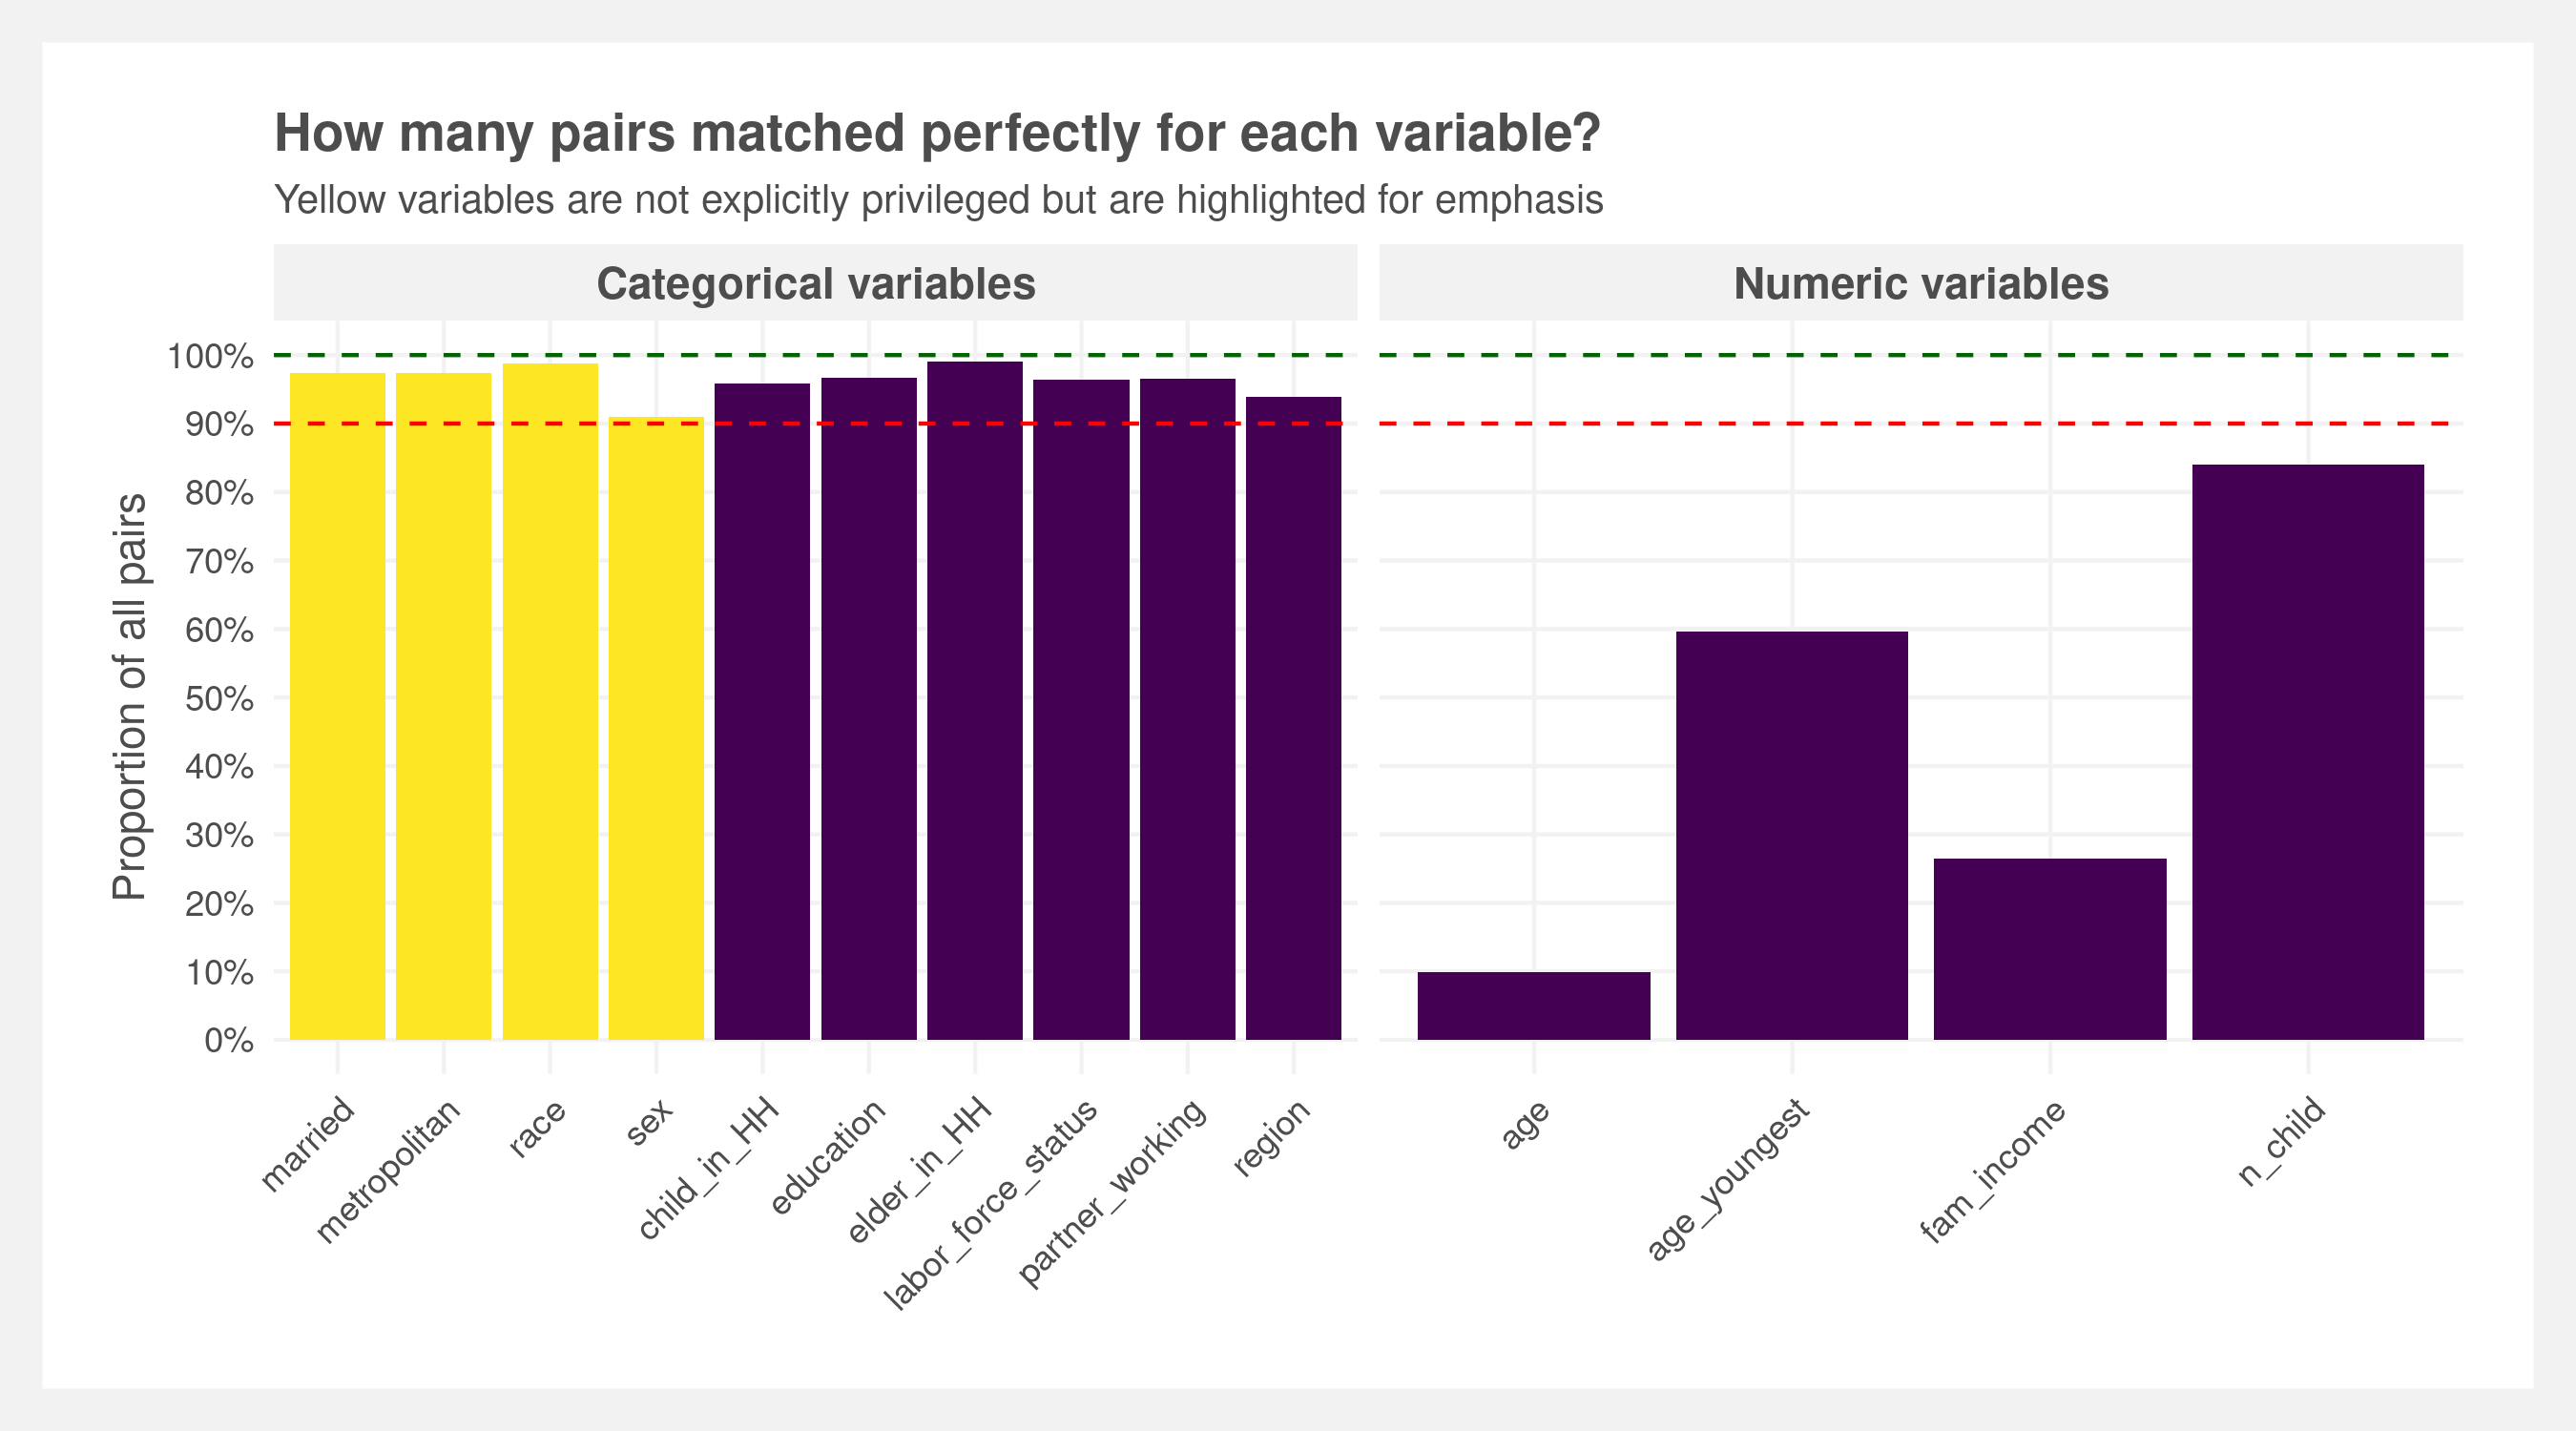 How many pairs matched perfectly for each variable?
Yellow variables are not explicitly privileged but are highlighted for emphasis
Categorical variables
Numeric variables
Proportion of all pairs
100%
90%
80%
70%
60%
50%
40%
30%
20%
10%
0%
married
metropolitan
race
sex
child_in_HH
education
elder_in_HH
labor_force_status
partner_working
region
age
age_youngest
fam_income
n_child